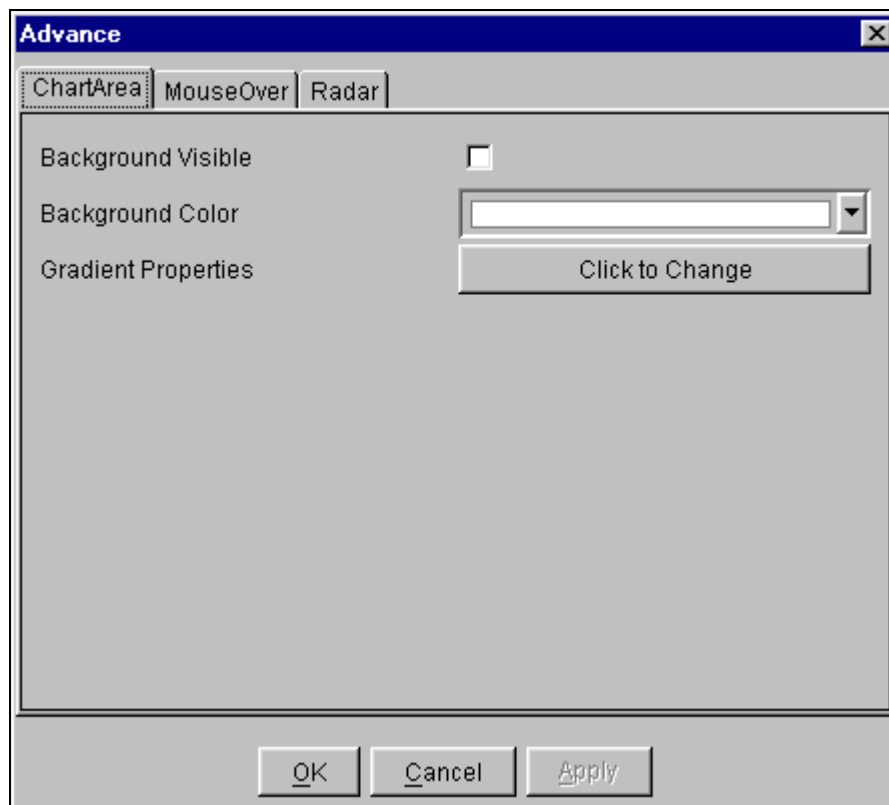 Advance
ChartArea MouseOver Radar
Background Visible
Background Color
Gradient Properties Click to Change
OK Cancel Apply